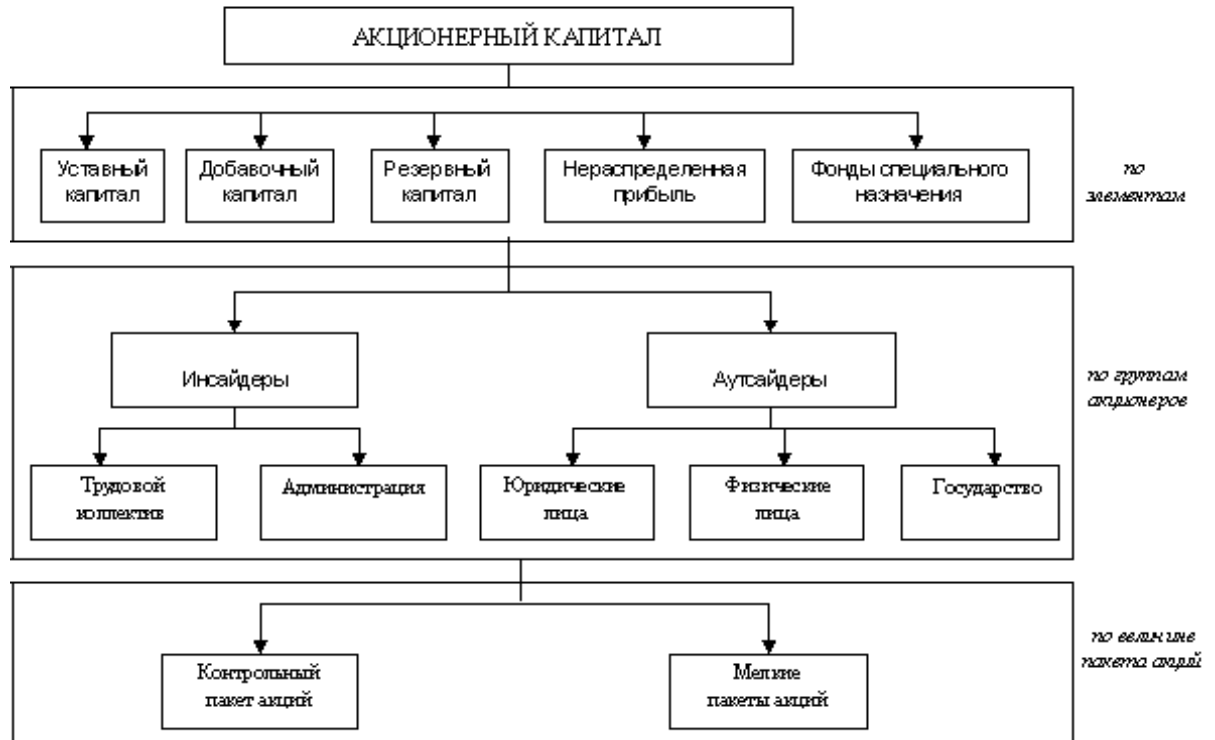 АКЦИОНЕРНЫЙ КАПИТАЛ
Уставный
капитал
Добавочный
капитал
Резервный
капитал
Нераспределенная
прибыль
Фонды специального
назначения
по
элементам
Инсайдеры
Аутсайдеры
по группам
акционеров
Трудовой
коллектив
Администрация
Юридические
лица
Физические
лица
Государство
Контрольный
пакет акций
Мелкие
пакеты акций
по величине
пакета акций